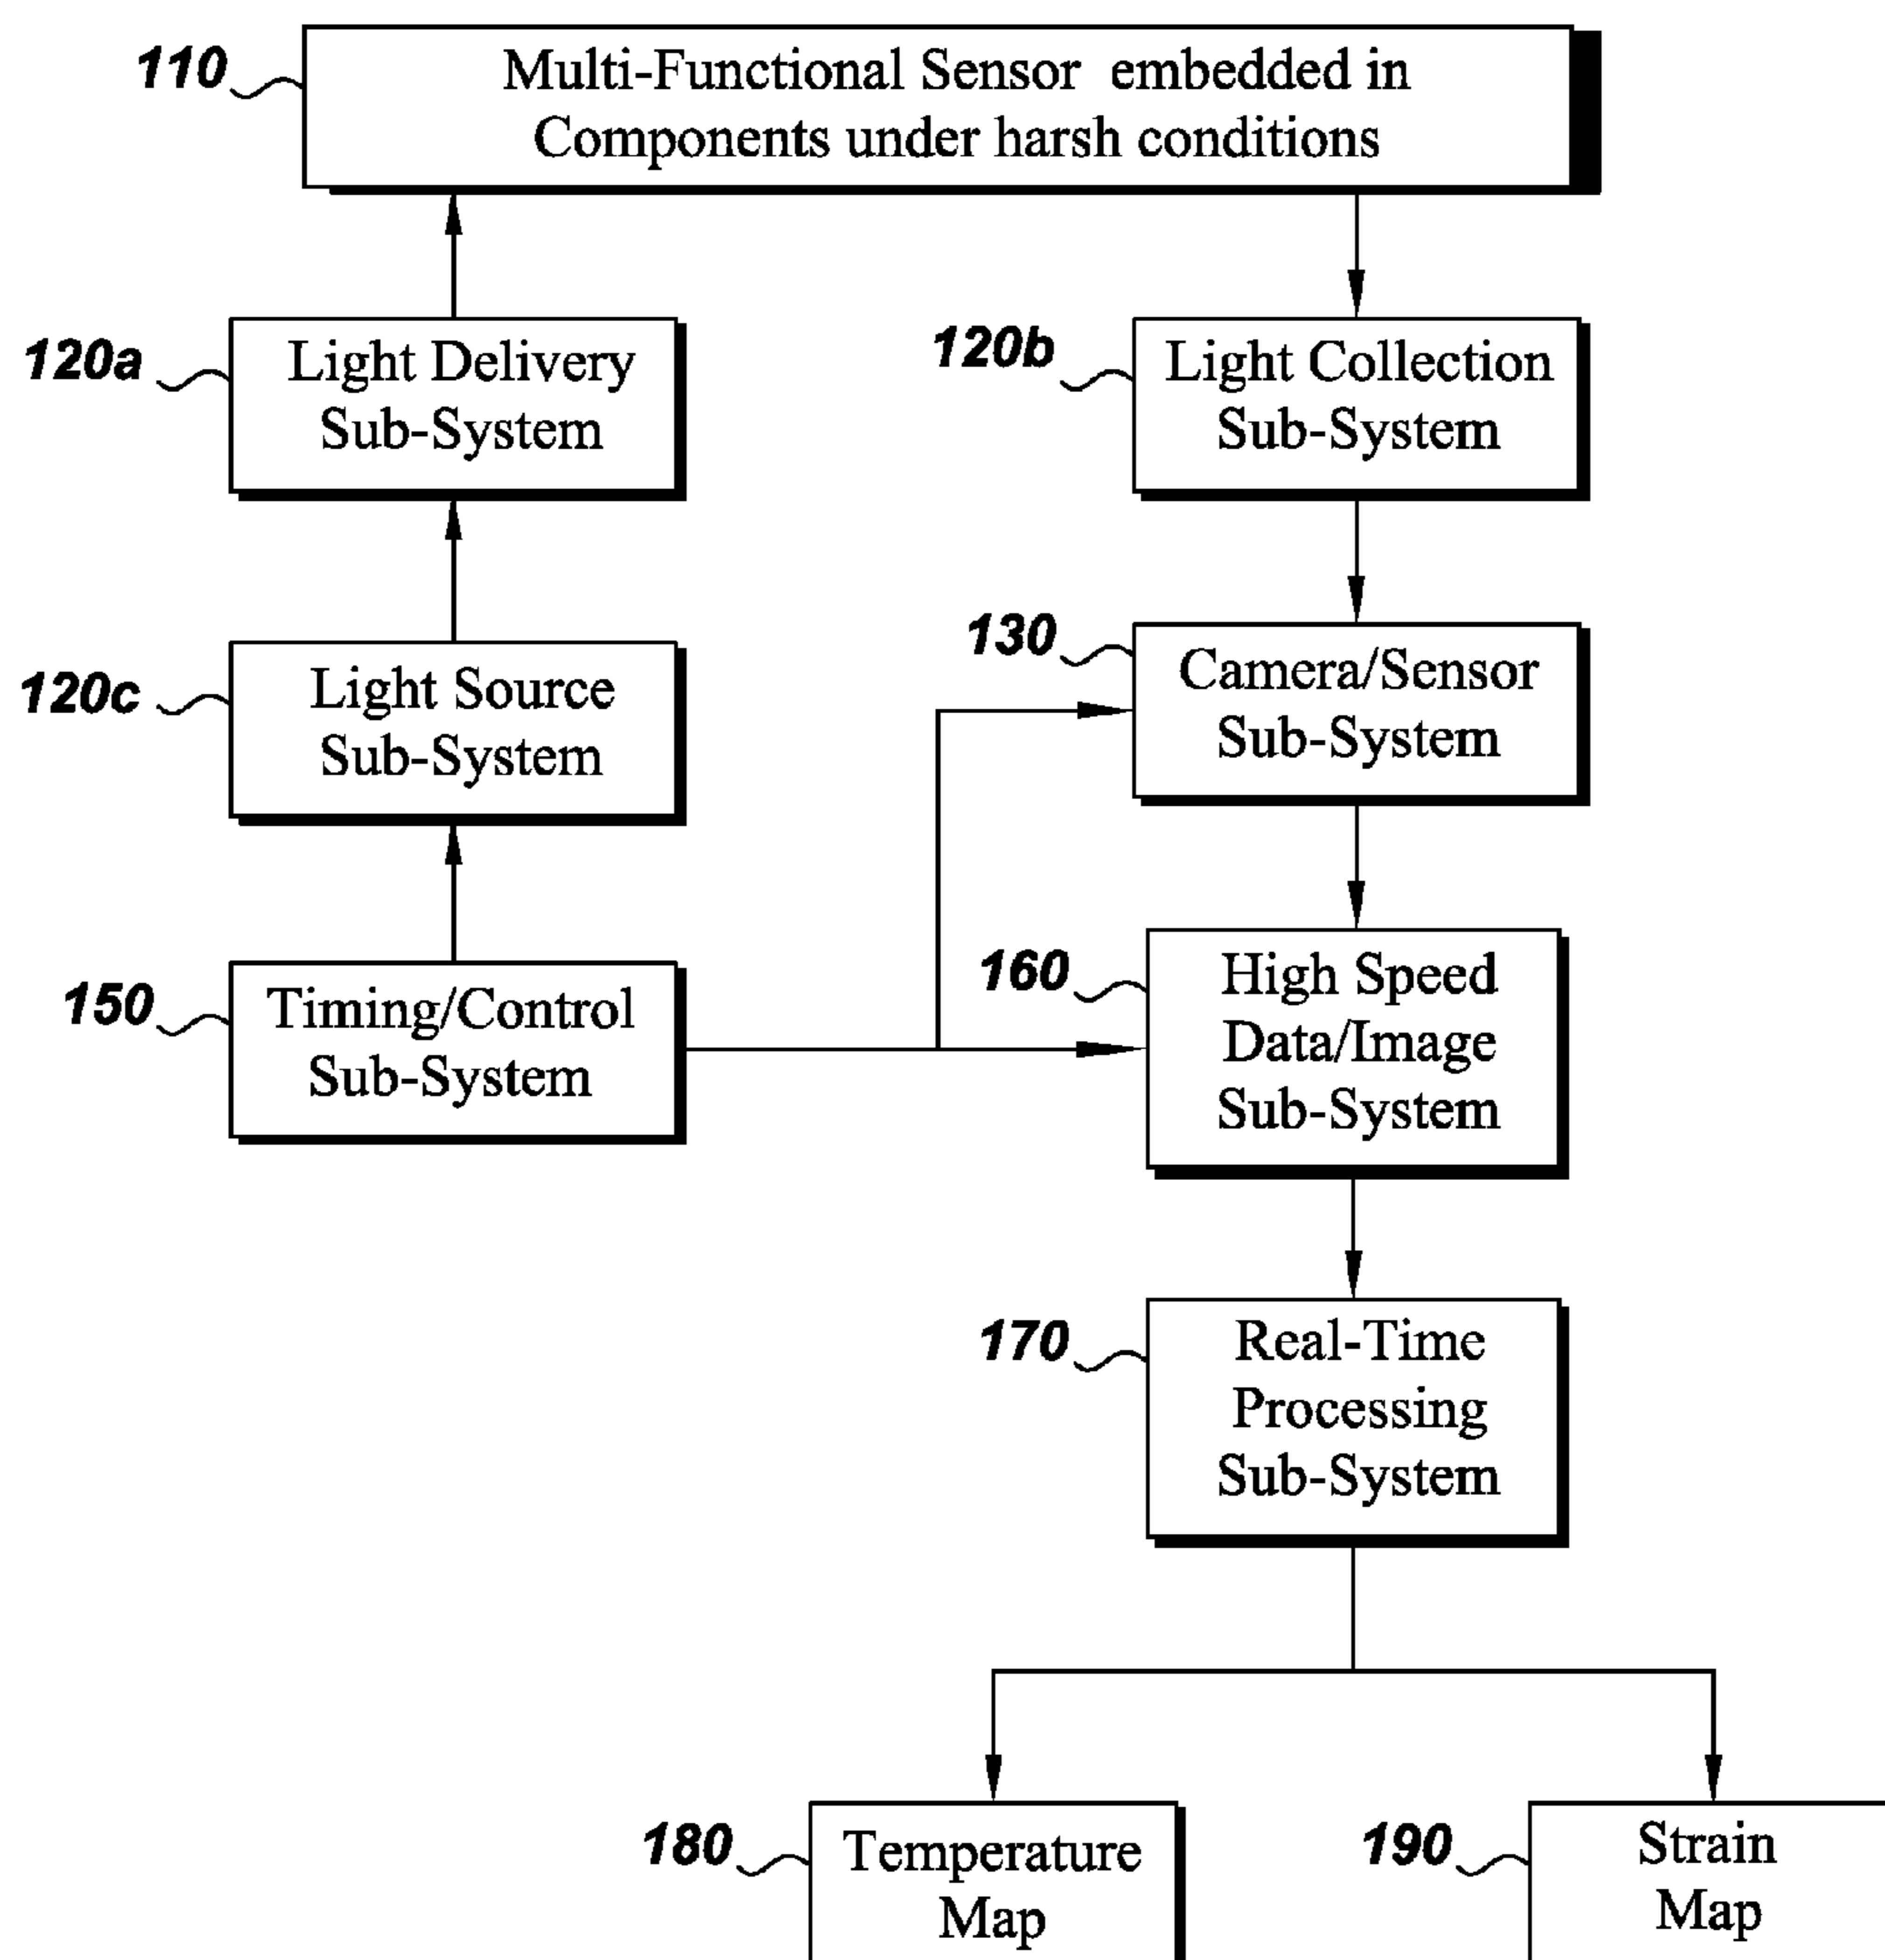 110
Multi-Functional Sensor embedded in
Components under harsh conditions
120a
Light Delivery
Sub-System
120b
Light Collection
Sub-System
120c
Light Source
Sub-System
130
Camera/Sensor
Sub-System
150
Timing/Control
Sub-System
160
High Speed
Data/Image
Sub-System
170
Real-Time
Processing
Sub-System
180
Temperature
Map
190
Strain
Map